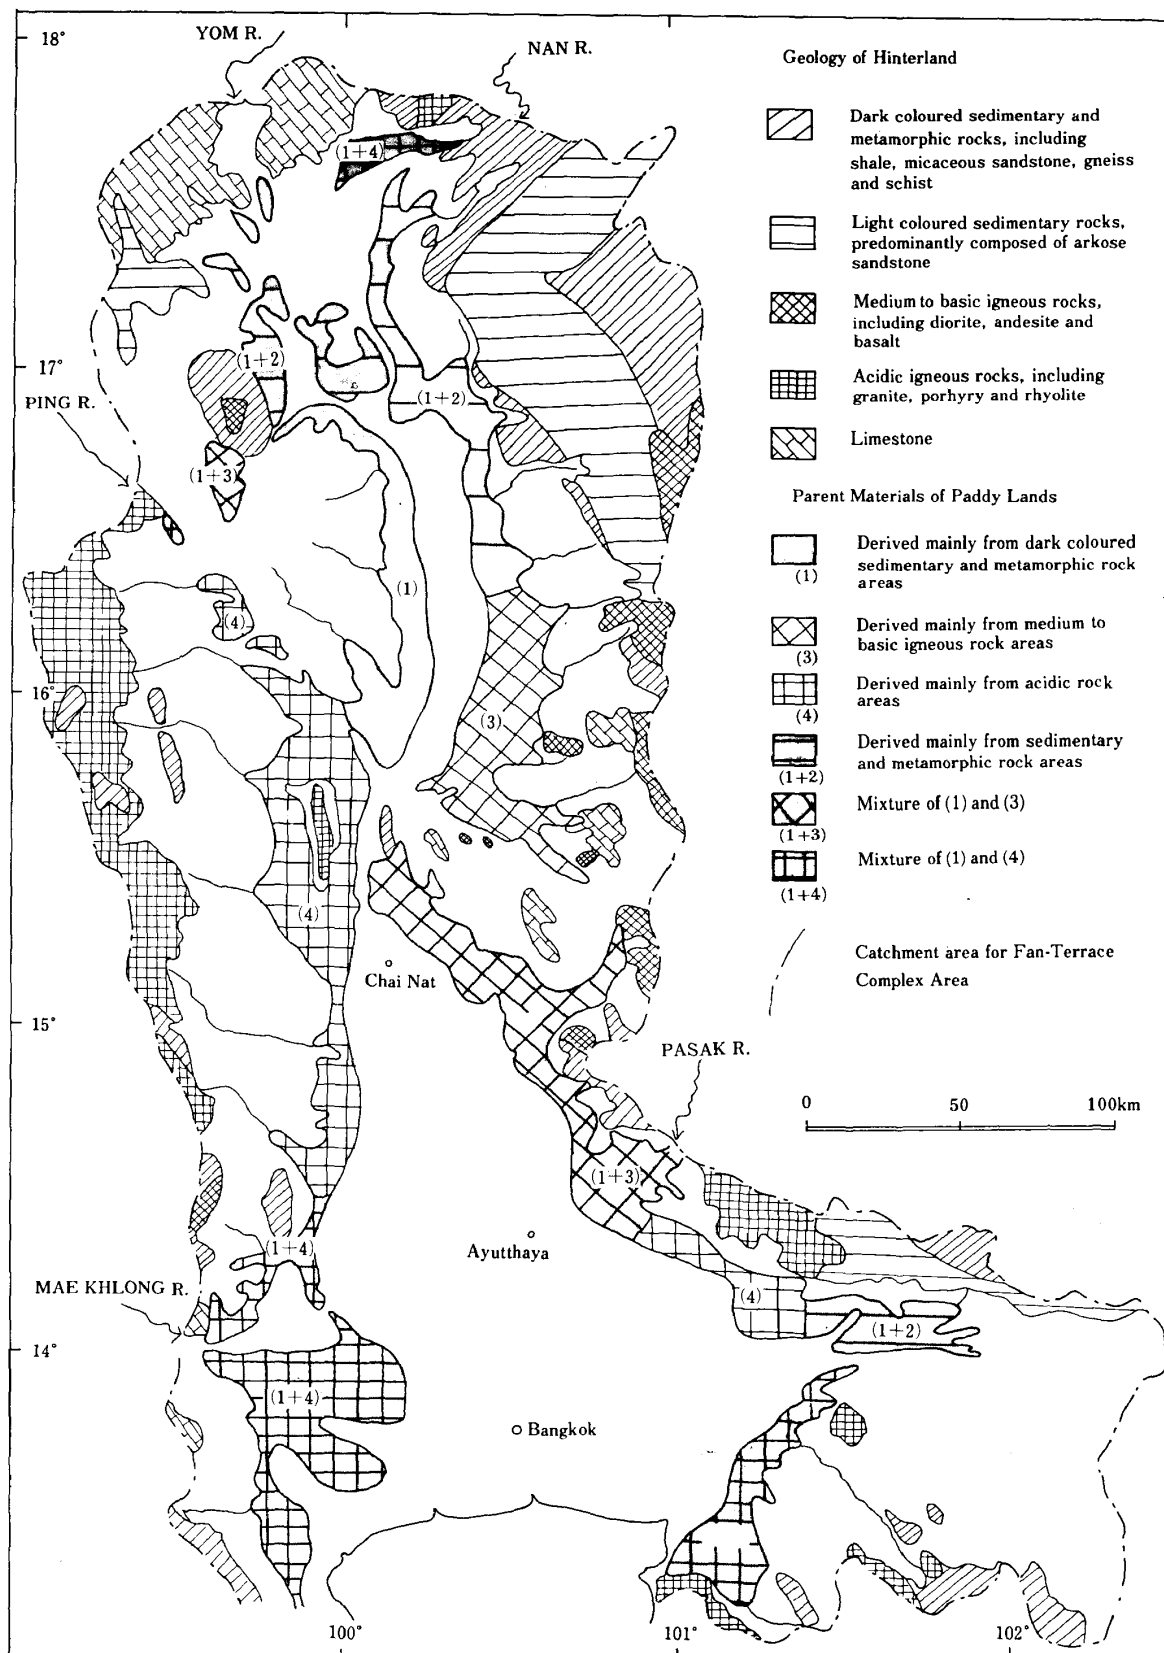 18°
YOM R.
NAN R.
(1+4)
17°
(1+2)
(1+2)
PING R.
(1+3)
(1)
(4)
16°
(3)
(4)
Chai Nat
15°
PASAK R.
0 50 100km
(1+3)
Ayutthaya
(1+4)
MAE KHLONG R.
(4)
(1+2)
14°
(1+4)
Bangkok
100° 101° 102°
Geology of Hinterland
Dark coloured sedimentary and
metamorphic rocks, including
shale, micaceous sandstone, gneiss
and schist
Light coloured sedimentary rocks,
predominantly composed of arkose
sandstone
Medium to basic igneous rocks,
including diorite, andesite and
basalt
Acidic igneous rocks, including
granite, porhyry and rhyolite
Limestone
Parent Materials of Paddy Lands
Derived mainly from dark coloured
sedimentary and metamorphic rock
areas
(1)
Derived mainly from medium to
basic igneous rock areas
(3)
Derived mainly from acidic rock
areas
(4)
Derived mainly from sedimentary
and metamorphic rock areas
(1+2)
Mixture of (1) and (3)
(1+3)
Mixture of (1) and (4)
(1+4)
Catchment area for Fan-Terrace
Complex Area